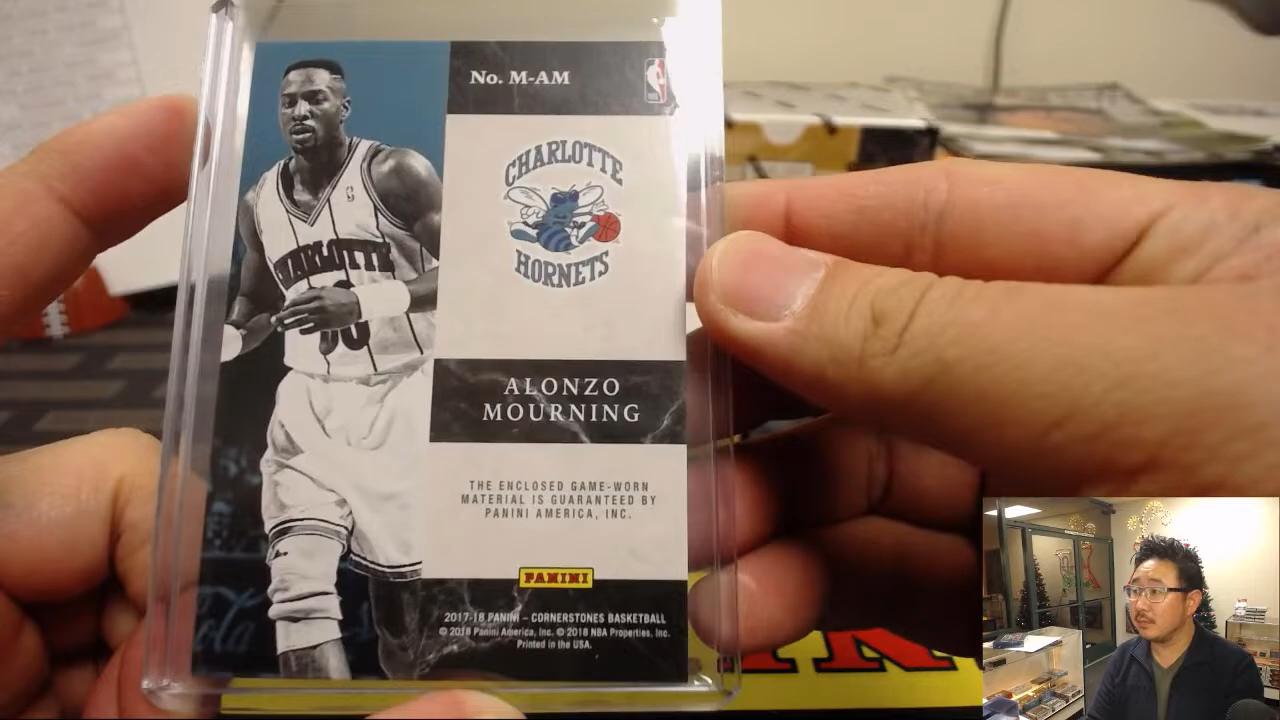 No. M-AM
CHARLOTTE
HORNETS
CHARLOTTE
ALONZO
MOURNING
THE ENCLOSED GAME-WORN
MATERIAL IS GUARANTEED BY
PANINI AMERICA, INC.
PANINI
2017-18 PANINI – CORNERSTONES BASKETBALL
© 2018 Panini America, Inc. © 2018 NBA Properties, Inc.
Printed in the USA.